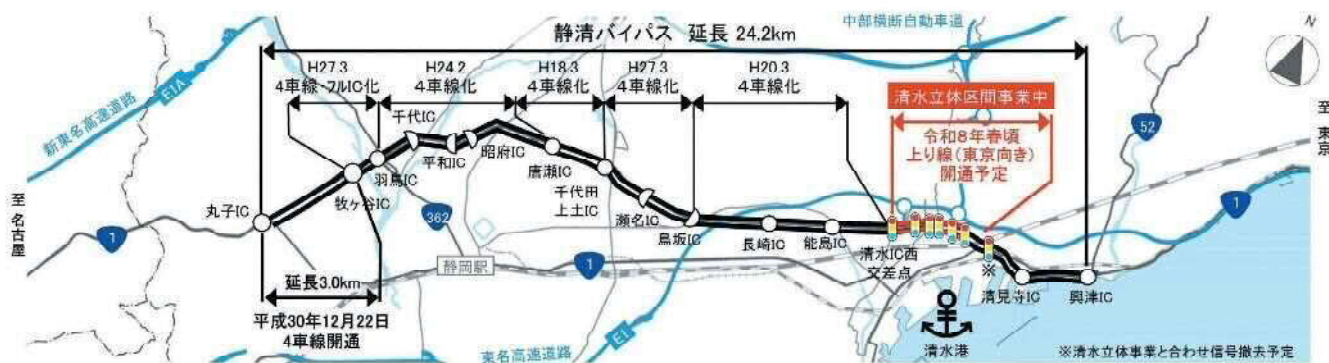 中部横断自動車道
N
静清バイパス 延長 24.2km
H27.3
4車線・フルIC化
H24.2
4車線化
H18.3
4車線化
H27.3
4車線化
H20.3
4車線化
清水立体区間事業中
令和8年春頃
上り線(東京向き)
開通予定
新東名高速道路
E1A
千代IC
平和IC
昭府IC
羽鳥IC
牧ヶ谷IC
唐瀬IC
千代田
上土IC
瀬名IC
鳥坂IC
長崎IC
能島IC
清水IC西
交差点
※
清見寺IC
興津IC
丸子IC
至 名古屋
至 東京
1
362
52
1
1
静岡駅
延長3.0km
平成30年12月22日
4車線開通
E1
東名高速道路
清水港
※清水立体事業と合わせ信号撤去予定